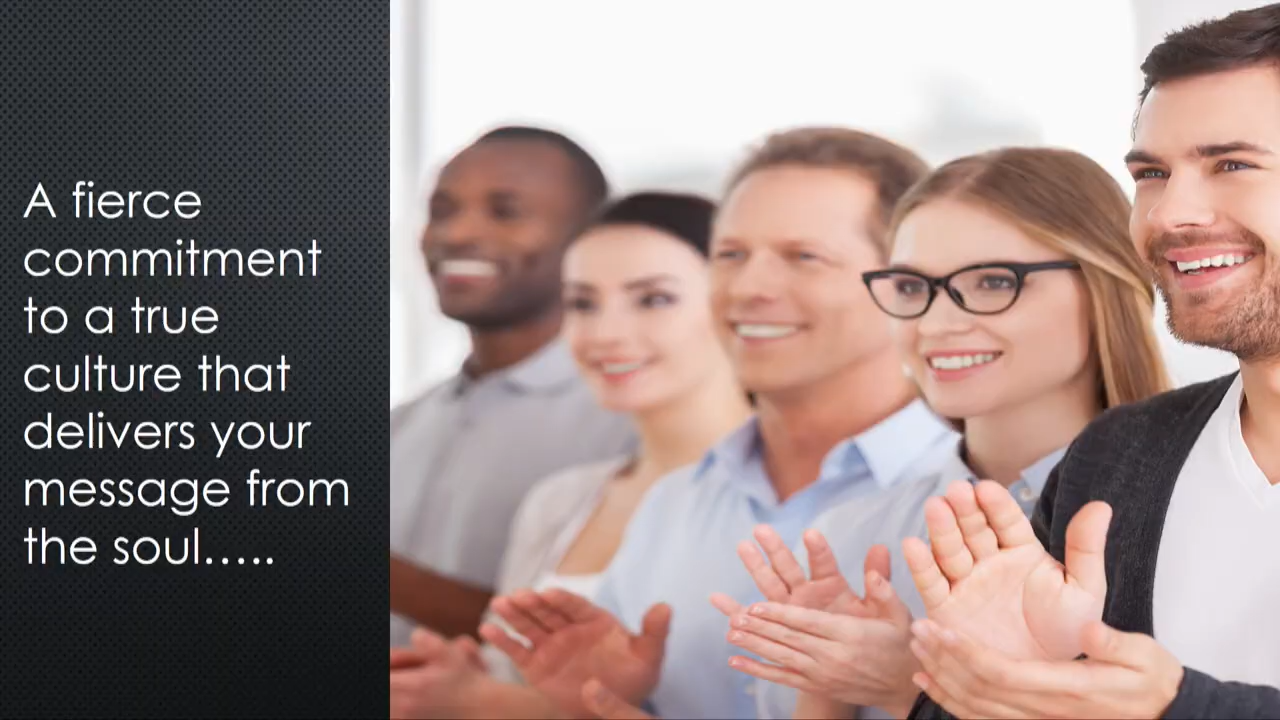 A fierce
commitment
to a true
culture that
delivers your
message from
the soul…..